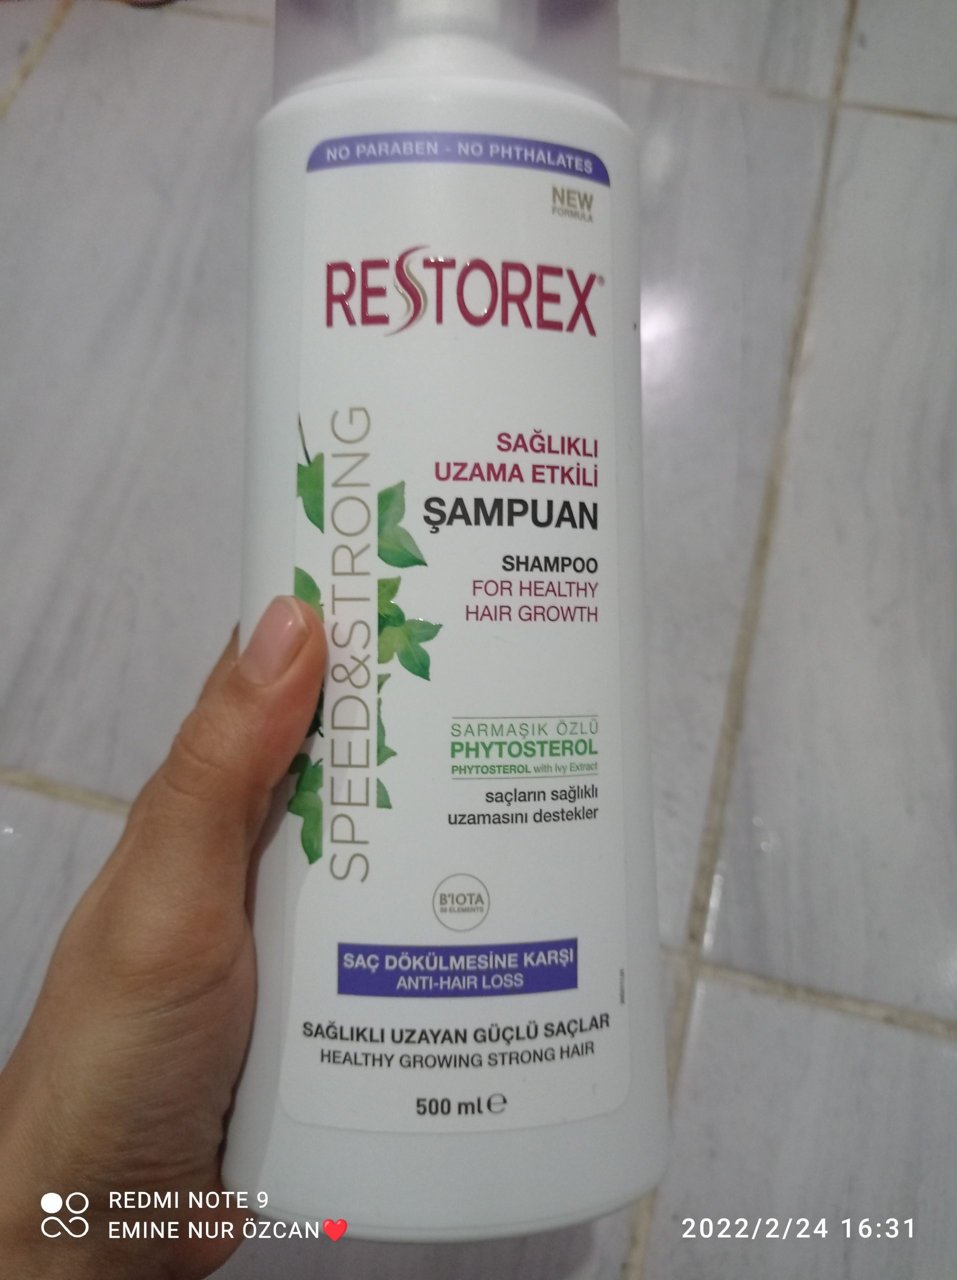 NO PARABEN - NO PHTHALATES
NEW
FORMULA
RESTOREX®
SPEED&STRONG
SAĞLIKLI
UZAMA ETKİLİ
ŞAMPUAN
SHAMPOO
FOR HEALTHY
HAIR GROWTH
SARMAŞIK ÖZLÜ
PHYTOSTEROL
PHYTOSTEROL with Ivy Extract
saçların sağlıklı
uzamasını destekler
B'IOTA
SAÇ DÖKÜLMESİNE KARŞI
ANTI-HAIR LOSS
SAĞLIKLI UZAYAN GÜÇLÜ SAÇLAR
HEALTHY GROWING STRONG HAIR
500 ml ℮
REDMI NOTE 9
EMINE NUR ÖZCAN❤️
2022/2/24 16:31